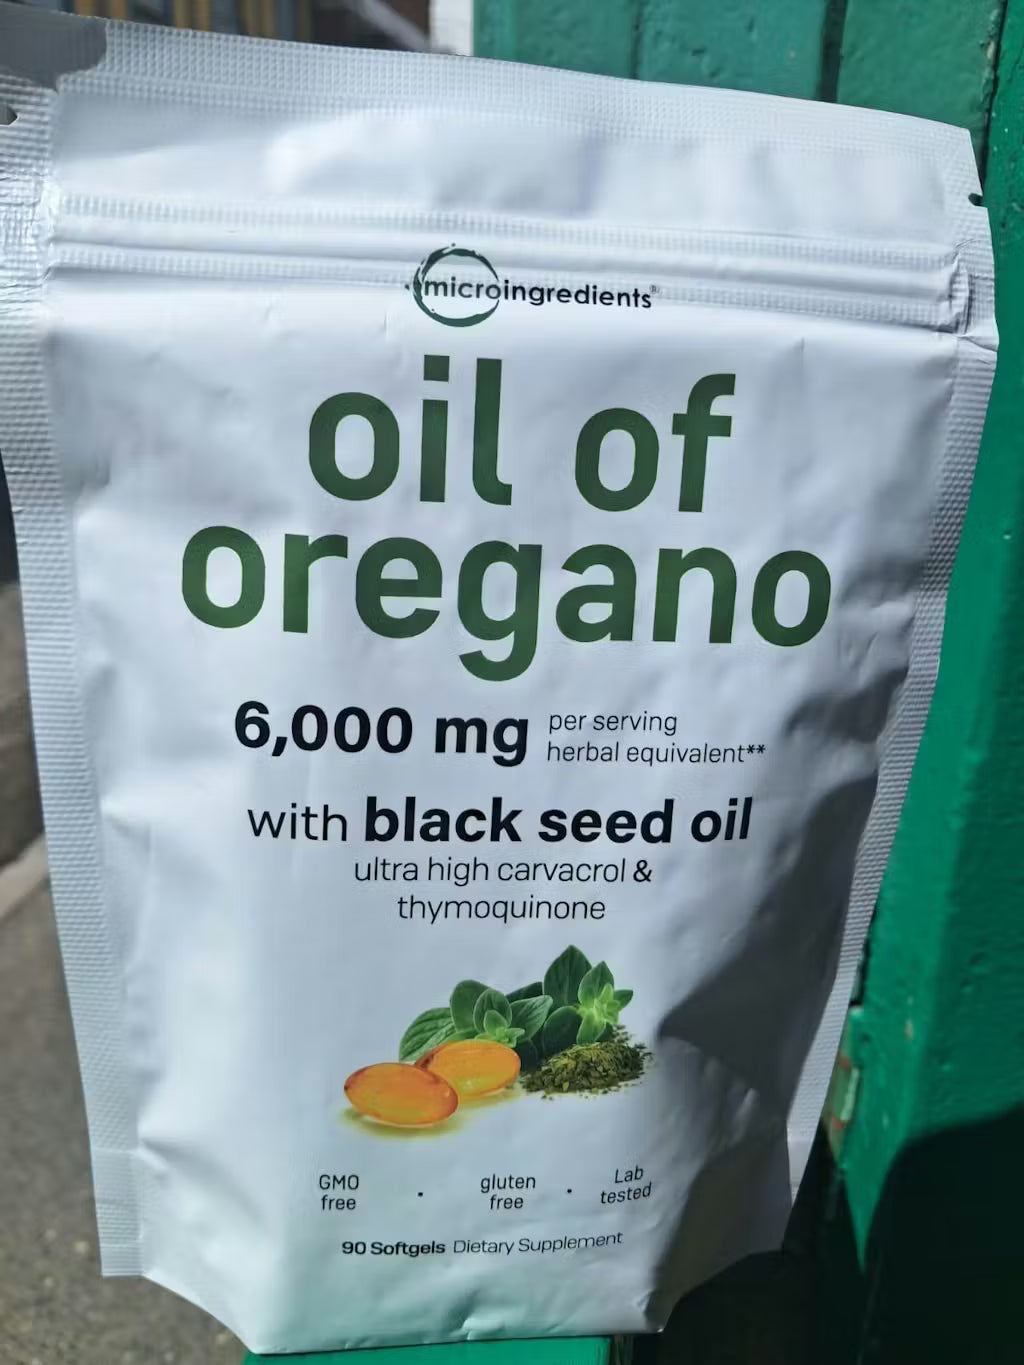 microingredients®
oil of
oregano
6,000 mg
per serving
herbal equivalent**
with black seed oil
ultra high carvacrol &
thymoquinone
GMO
free
·
gluten
free
·
Lab
tested
90 Softgels Dietary Supplement